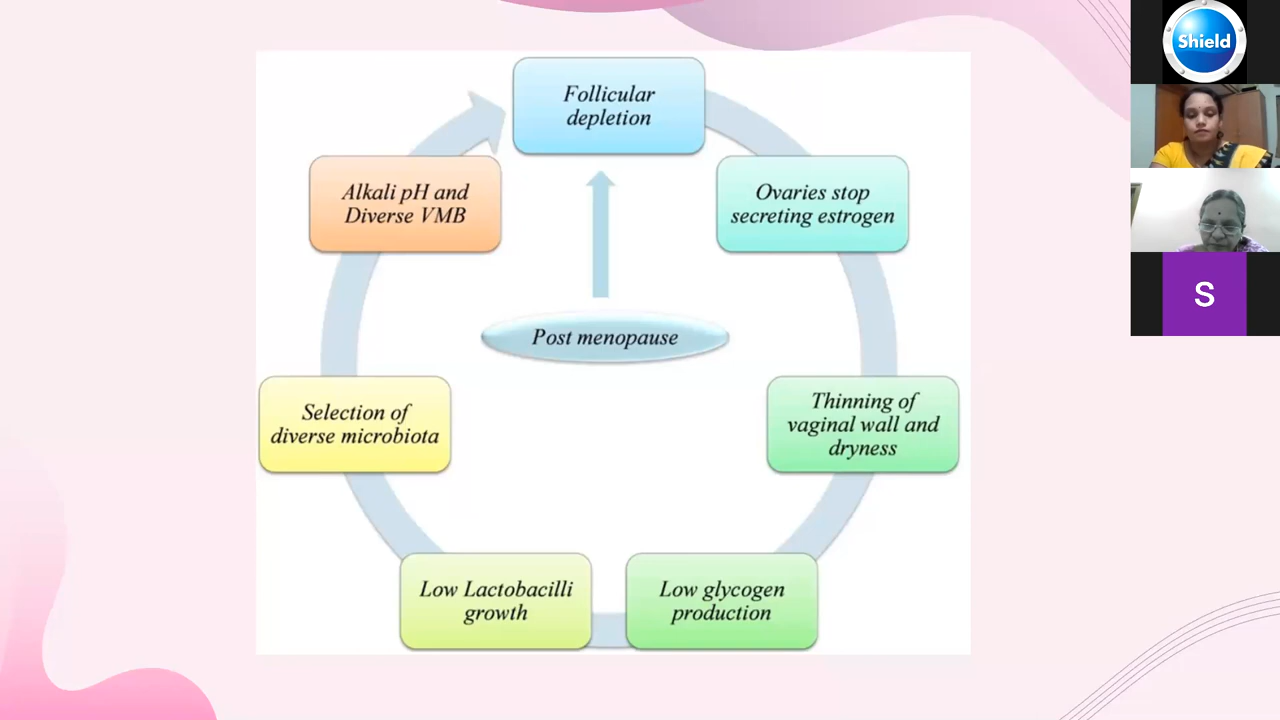 Follicular
depletion
Ovaries stop
secreting estrogen
Thinning of
vaginal wall and
dryness
Low glycogen
production
Low Lactobacilli
growth
Selection of
diverse microbiota
Alkali pH and
Diverse VMB
Post menopause
Shield
S